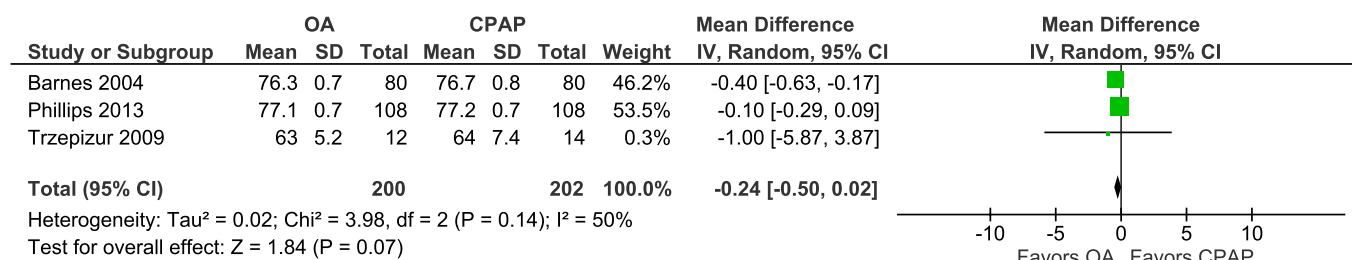 OA CPAP Mean Difference Mean Difference
Study or Subgroup Mean SD Total Mean SD Total Weight IV, Random, 95% CI IV, Random, 95% CI
Barnes 2004 76.3 0.7 80 76.7 0.8 80 46.2% -0.40 [-0.63, -0.17]
Phillips 2013 77.1 0.7 108 77.2 0.7 108 53.5% -0.10 [-0.29, 0.09]
Trzepizur 2009 63 5.2 12 64 7.4 14 0.3% -1.00 [-5.87, 3.87]
Total (95% CI) 200 202 100.0% -0.24 [-0.50, 0.02]
Heterogeneity: Tau² = 0.02; Chi² = 3.98, df = 2 (P = 0.14); I² = 50%
Test for overall effect: Z = 1.84 (P = 0.07)
-10 -5 0 5 10
Favors OA Favors CPAP